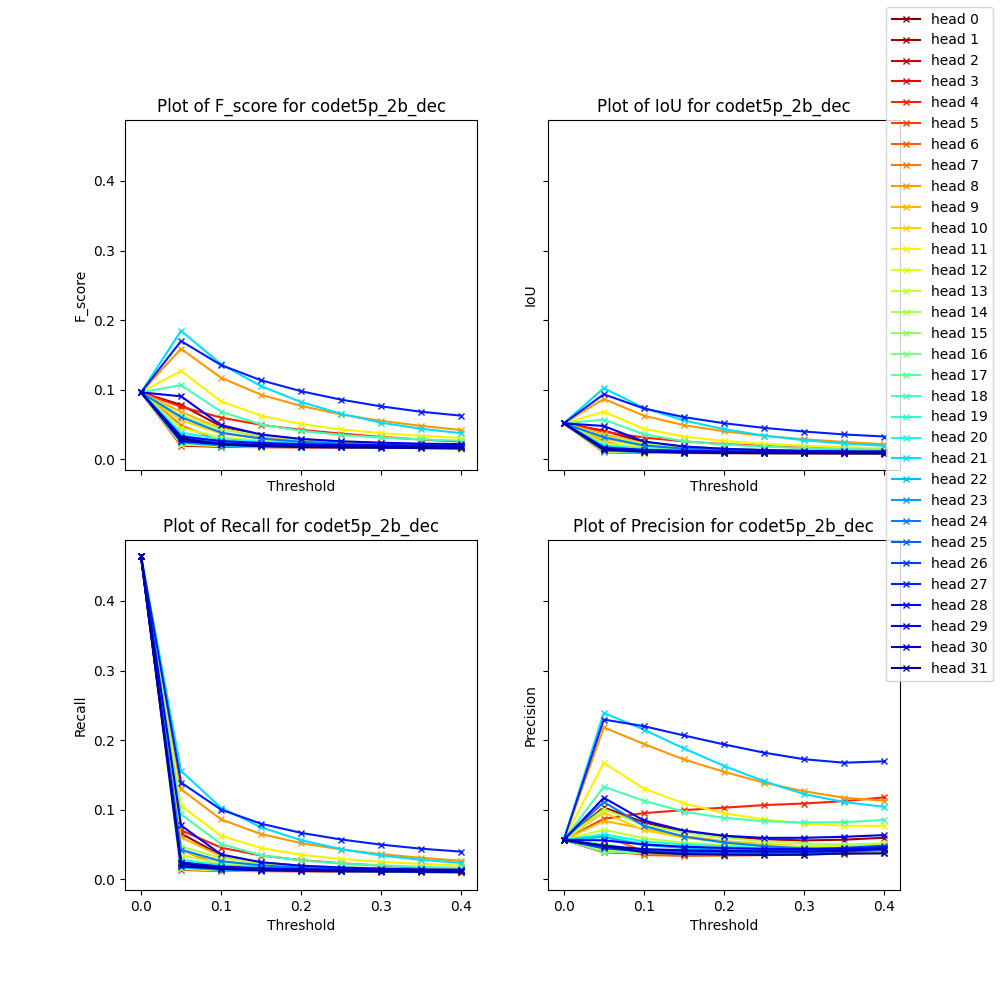 Plot of F_score for codet5p_2b_dec
F_score
0.4
0.3
0.2
0.1
0.0
Threshold
Plot of IoU for codet5p_2b_dec
IoU
Threshold
Plot of Recall for codet5p_2b_dec
Recall
0.4
0.3
0.2
0.1
0.0
0.0 0.1 0.2 0.3 0.4
Threshold
Plot of Precision for codet5p_2b_dec
Precision
0.0 0.1 0.2 0.3 0.4
Threshold
head 0
head 1
head 2
head 3
head 4
head 5
head 6
head 7
head 8
head 9
head 10
head 11
head 12
head 13
head 14
head 15
head 16
head 17
head 18
head 19
head 20
head 21
head 22
head 23
head 24
head 25
head 26
head 27
head 28
head 29
head 30
head 31